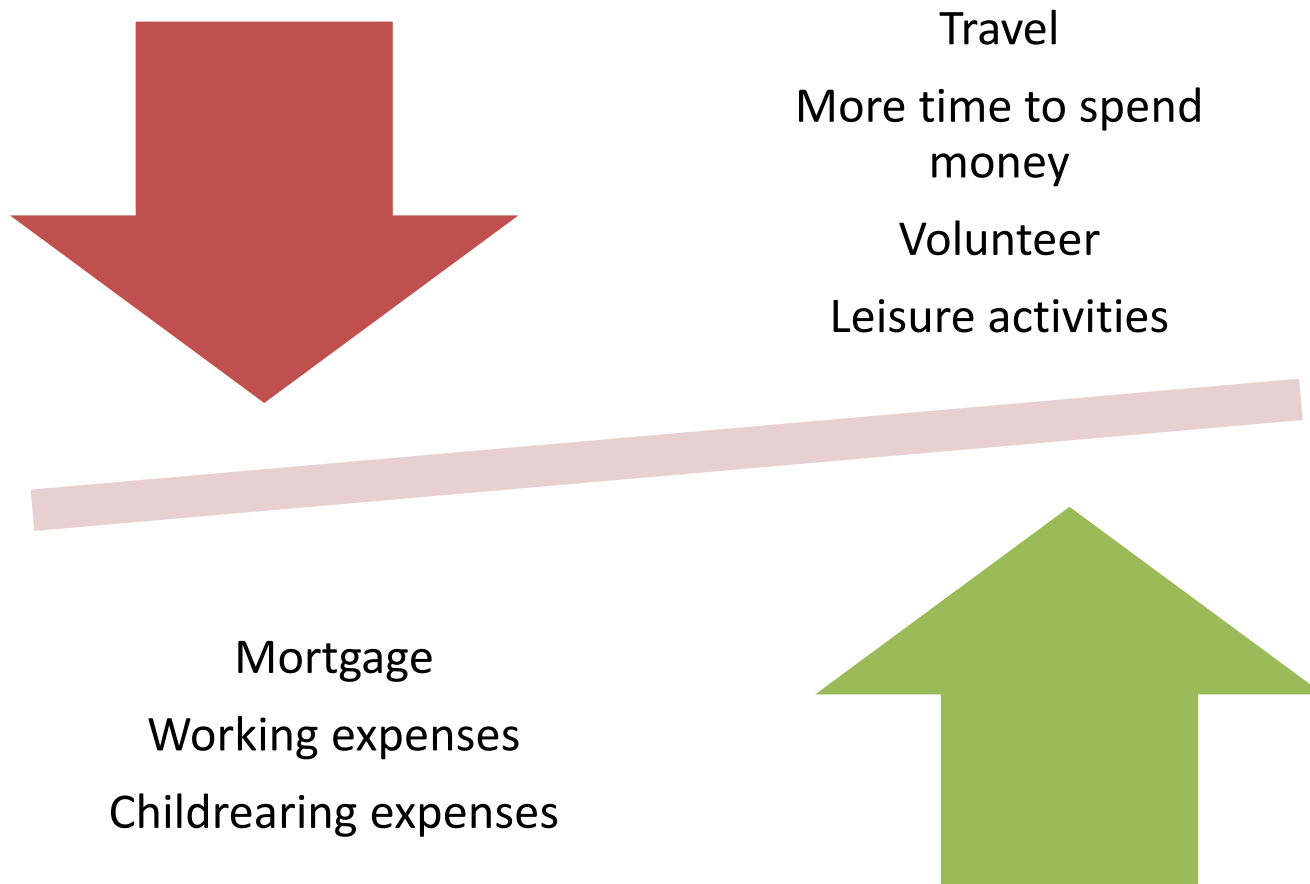 Travel
More time to spend
money
Volunteer
Leisure activities
Mortgage
Working expenses
Childrearing expenses